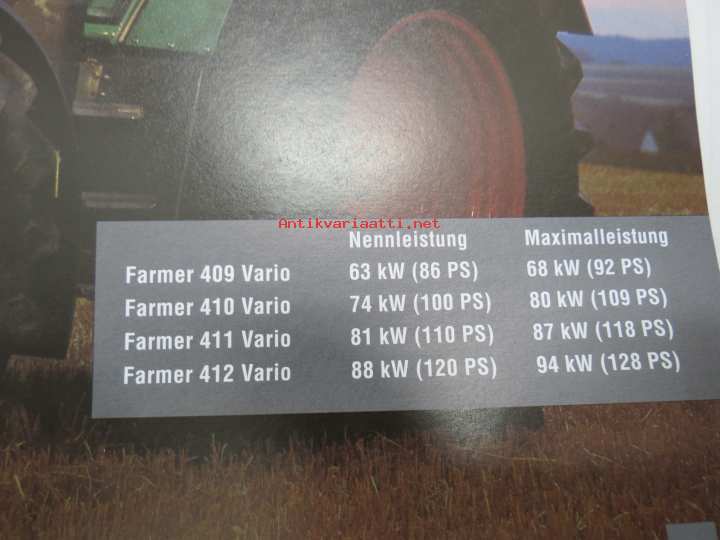 Antikvariaatti.net
Nennleistung Maximalleistung
Farmer 409 Vario 63 kW (86 PS) 68 kW (92 PS)
Farmer 410 Vario 74 kW (100 PS) 80 kW (109 PS)
Farmer 411 Vario 81 kW (110 PS) 87 kW (118 PS)
Farmer 412 Vario 88 kW (120 PS) 94 kW (128 PS)